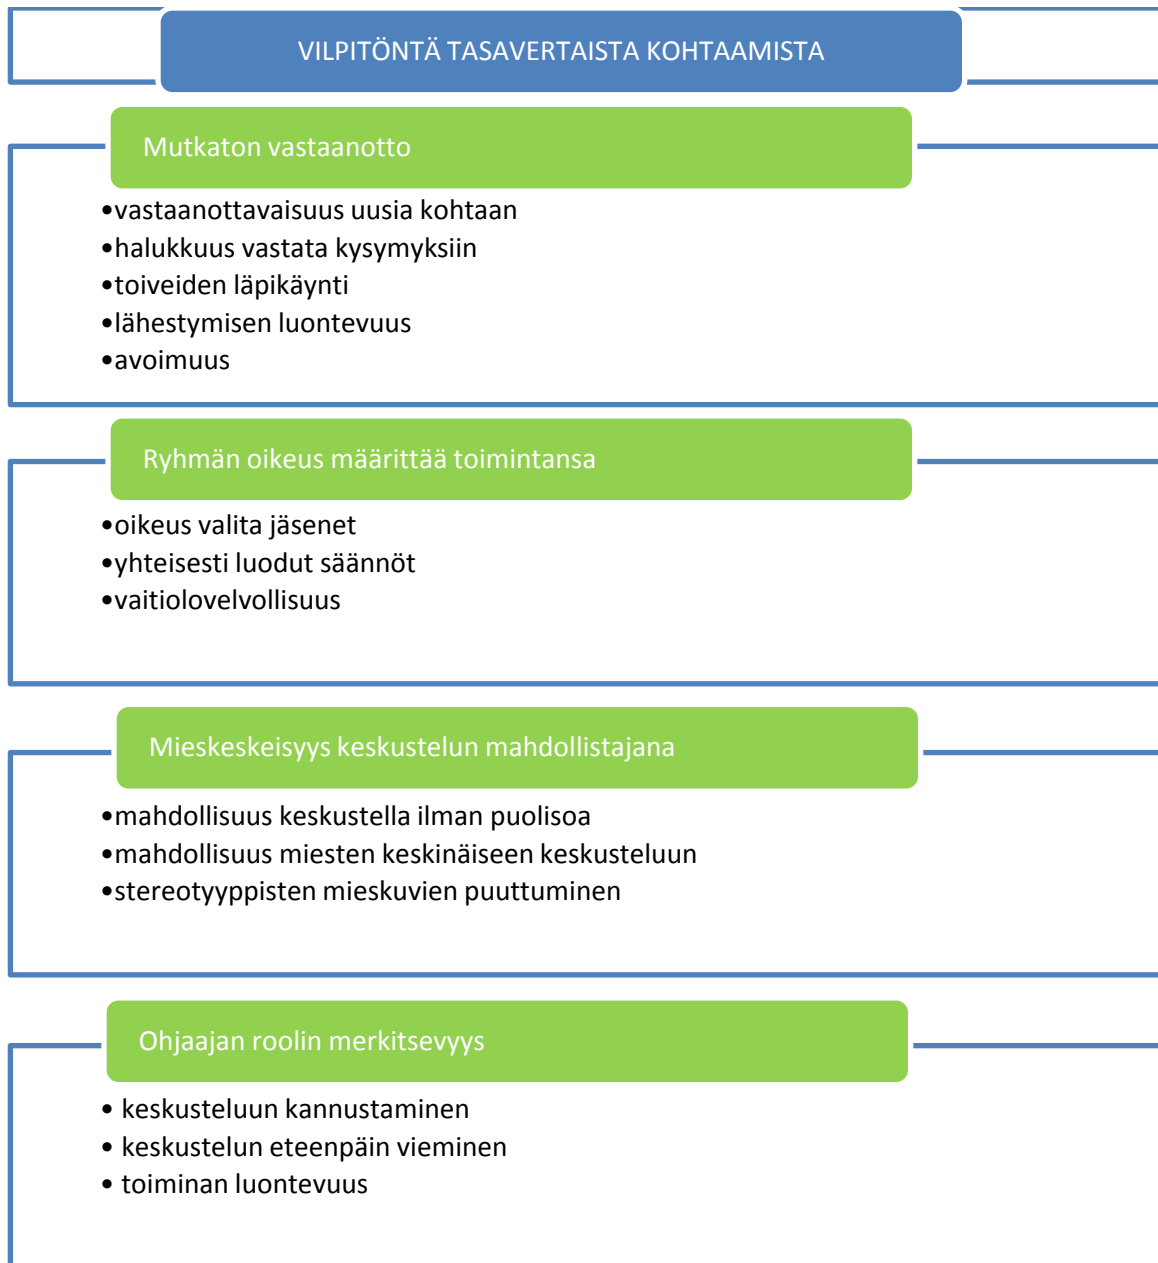 VILPITÖNTÄ TASAVERTAISTA KOHTAAMISTA
Mutkaton vastaanotto
•vastaanottavaisuus uusia kohtaan
•halukkuus vastata kysymyksiin
•toiveiden läpikäynti
•lähestymisen luontevuus
•avoimuus
Ryhmän oikeus määrittää toimintansa
•oikeus valita jäsenet
•yhteisesti luodut säännöt
•vaitiolovelvollisuus
Mieskeskeisyys keskustelun mahdollistajana
•mahdollisuus keskustella ilman puolisoa
•mahdollisuus miesten keskinäiseen keskusteluun
•stereotyyppisten mieskuvien puuttuminen
Ohjaajan roolin merkitsevyys
• keskusteluun kannustaminen
• keskustelun eteenpäin vieminen
• toiminan luontevuus